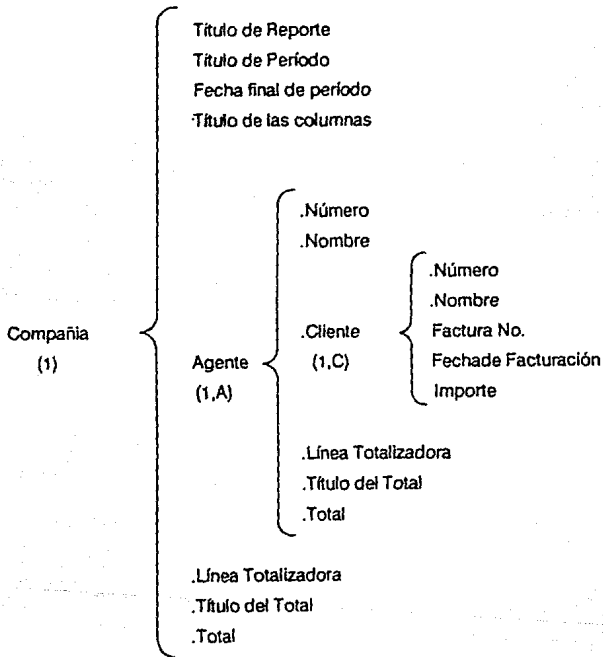 Título de Reporte
Título de Período
Fecha final de período
.Título de las columnas
.Número
.Nombre
.Número
.Nombre
Compañia
(1)
Agente
(1,A)
.Cliente
(1,C)
Factura No.
Fechade Facturación
Importe
.Línea Totalizadora
.Título del Total
.Total
.Línea Totalizadora
.Título del Total
.Total